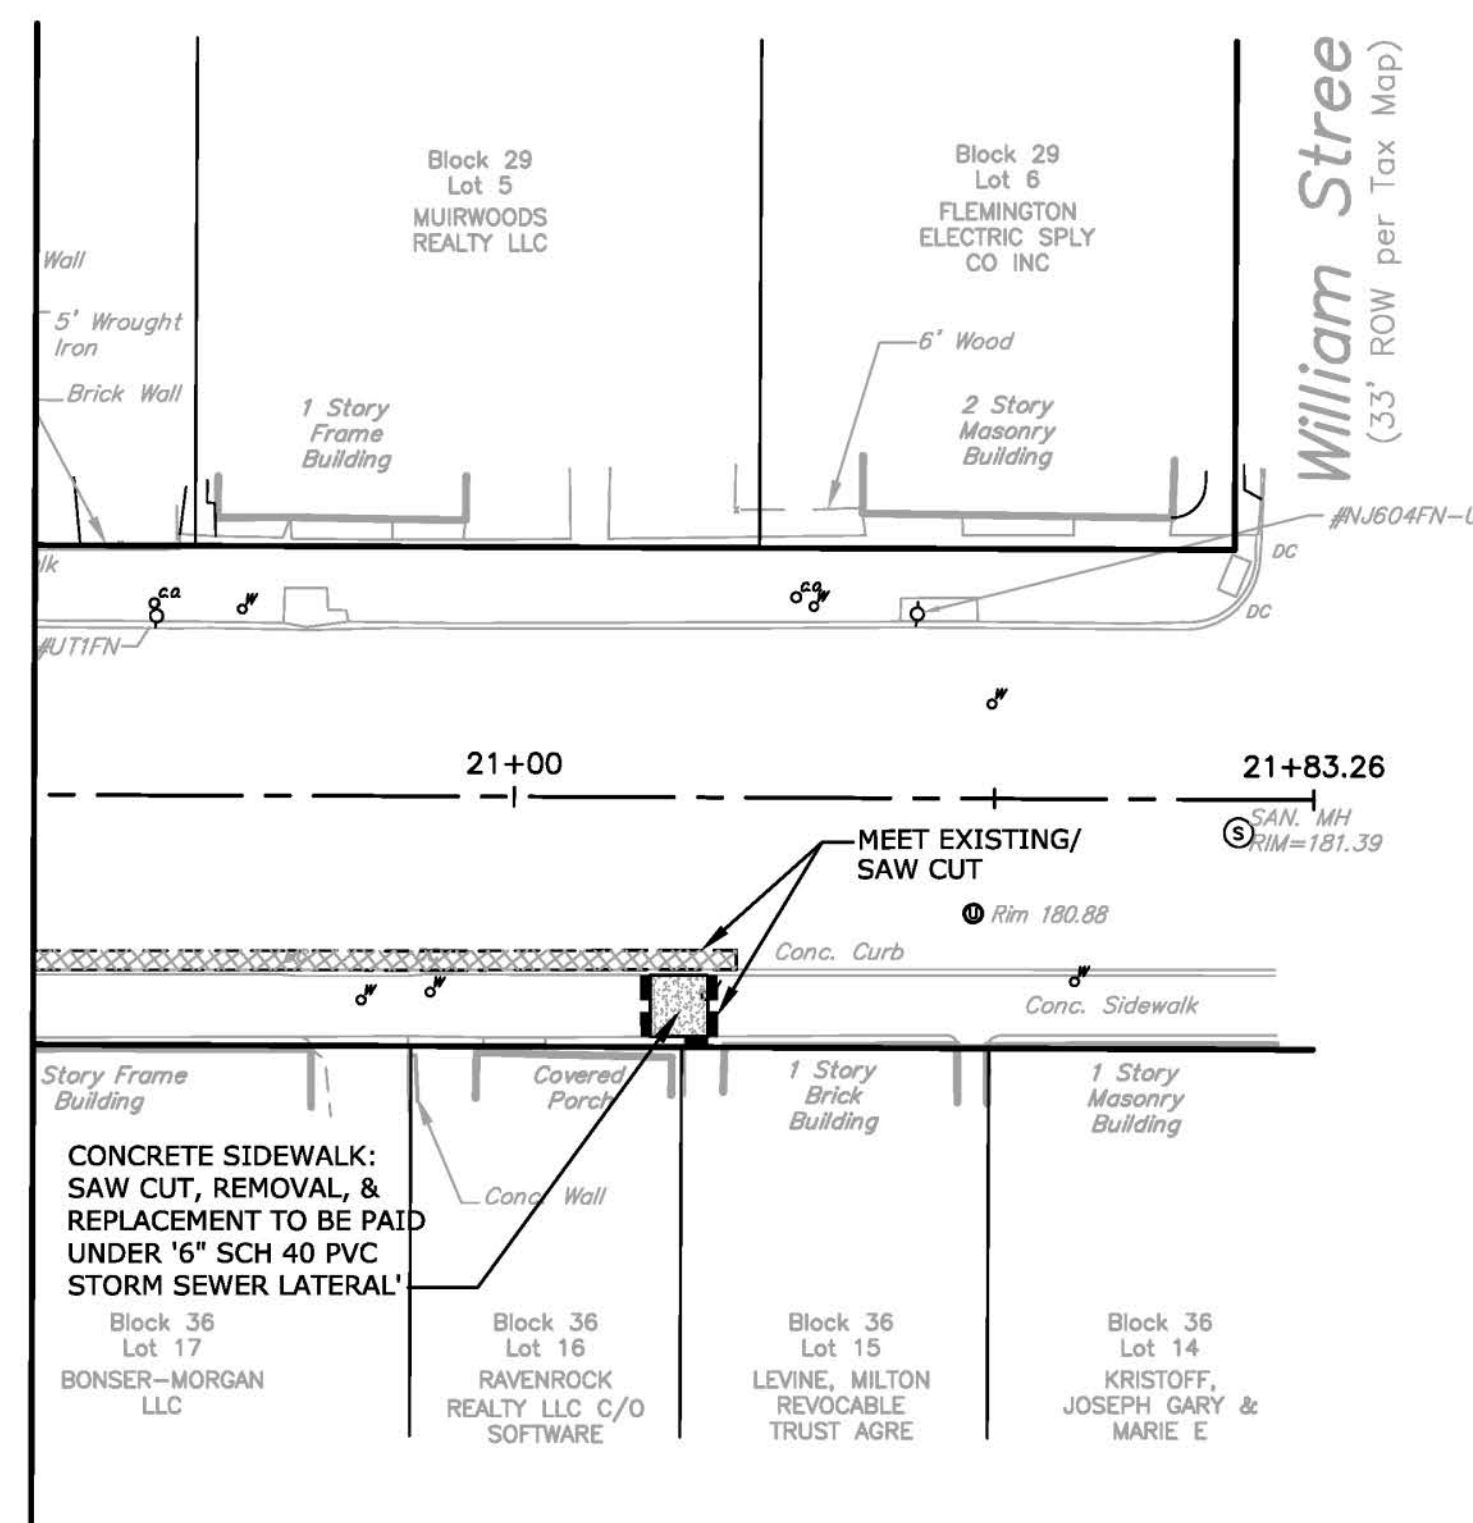 William Stree
(33' ROW per Tax Map)
Block 29
Lot 5
MUIRWOODS
REALTY LLC
Block 29
Lot 6
FLEMINGTON
ELECTRIC SPLY
CO INC
Wall
5' Wrought
Iron
Brick Wall
1 Story
Frame
Building
6' Wood
2 Story
Masonry
Building
#NJ604FN-U
DC
DC
lk
c.o.
W
c.o.
W
#UT1FN
W
21+00
21+83.26
SAN. MH
RIM=181.39
S
MEET EXISTING/
SAW CUT
U
Rim 180.88
Conc. Curb
W
W
W
Conc. Sidewalk
Story Frame
Building
Covered
Porch
1 Story
Brick
Building
1 Story
Masonry
Building
CONCRETE SIDEWALK:
SAW CUT, REMOVAL, &
REPLACEMENT TO BE PAID
UNDER '6" SCH 40 PVC
STORM SEWER LATERAL'
Conc. Wall
Block 36
Lot 17
BONSER-MORGAN
LLC
Block 36
Lot 16
RAVENROCK
REALTY LLC C/O
SOFTWARE
Block 36
Lot 15
LEVINE, MILTON
REVOCABLE
TRUST AGRE
Block 36
Lot 14
KRISTOFF,
JOSEPH GARY &
MARIE E